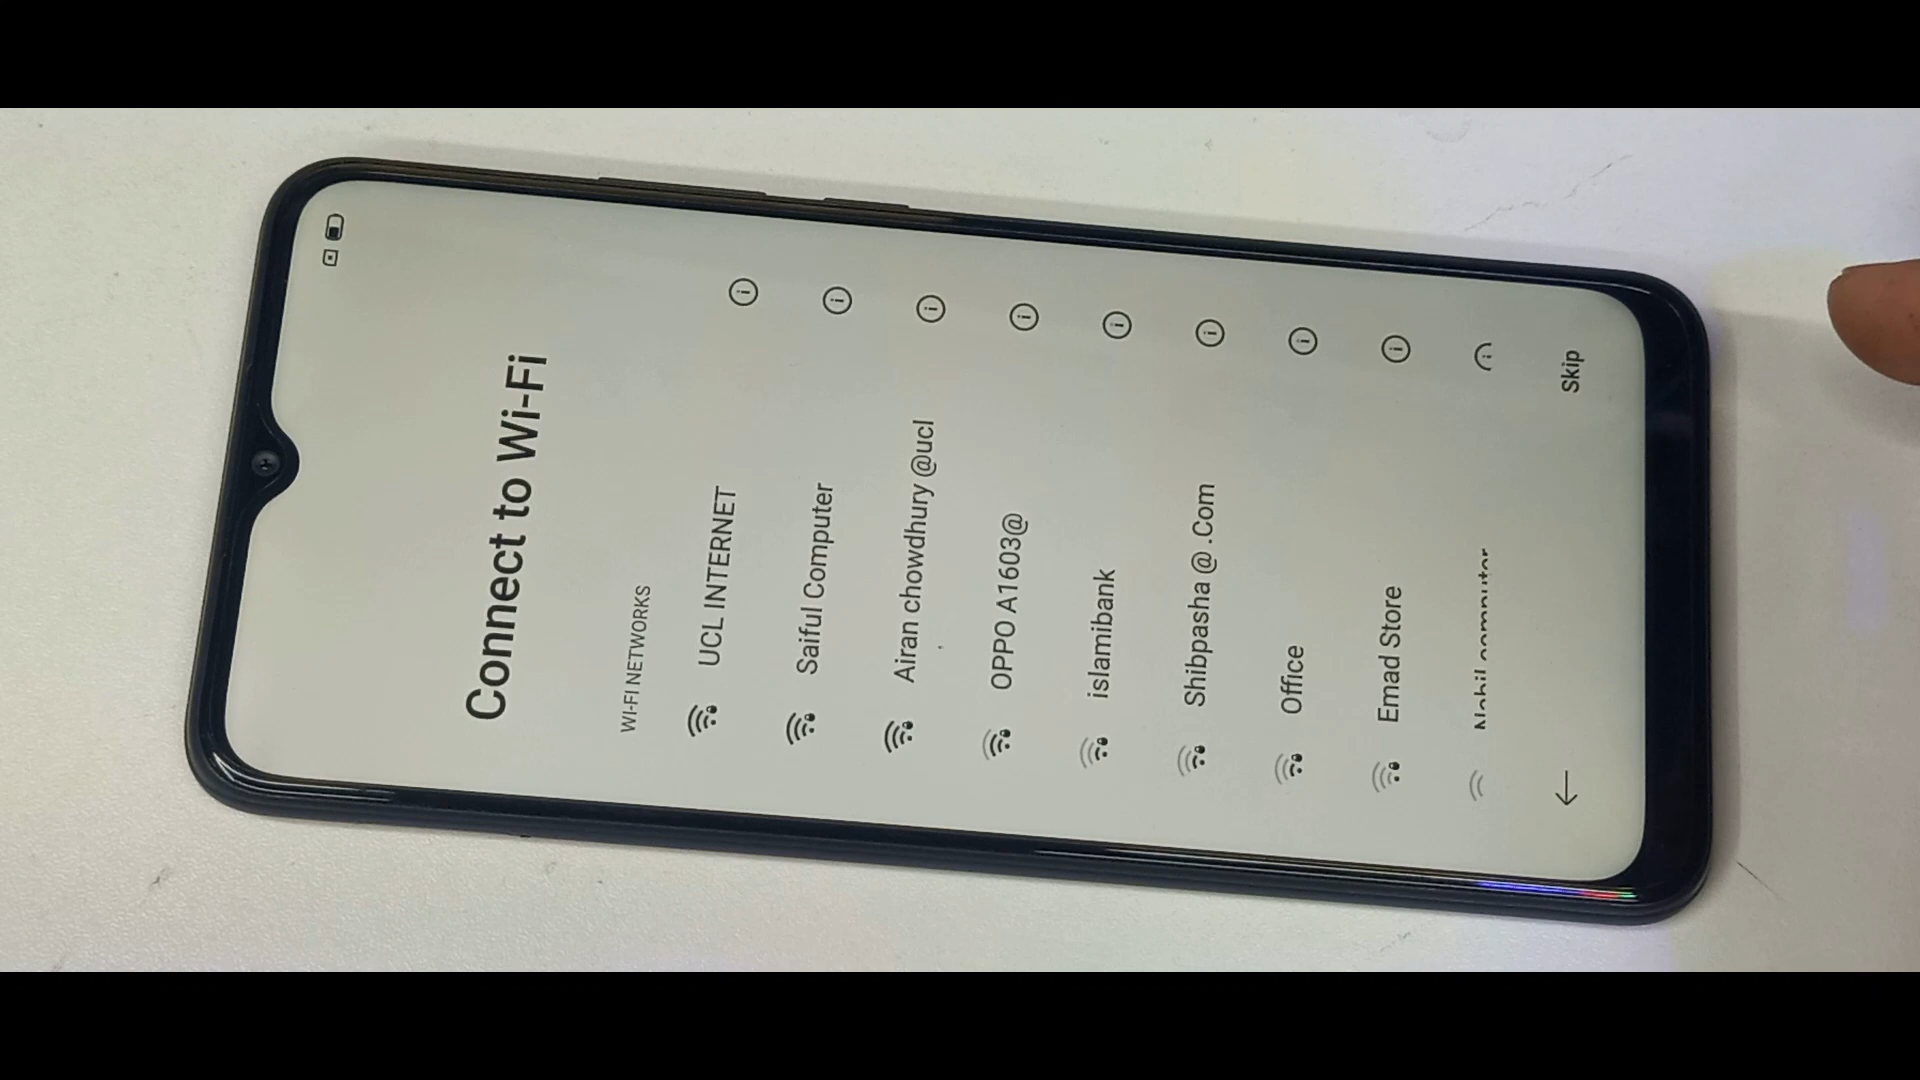 Connect to Wi-Fi
WI-FI NETWORKS
UCL INTERNET
Saiful Computer
Airan chowdhury @ucl
OPPO A1603@
islamibank
Shibpasha @ .Com
Office
Emad Store
Skip